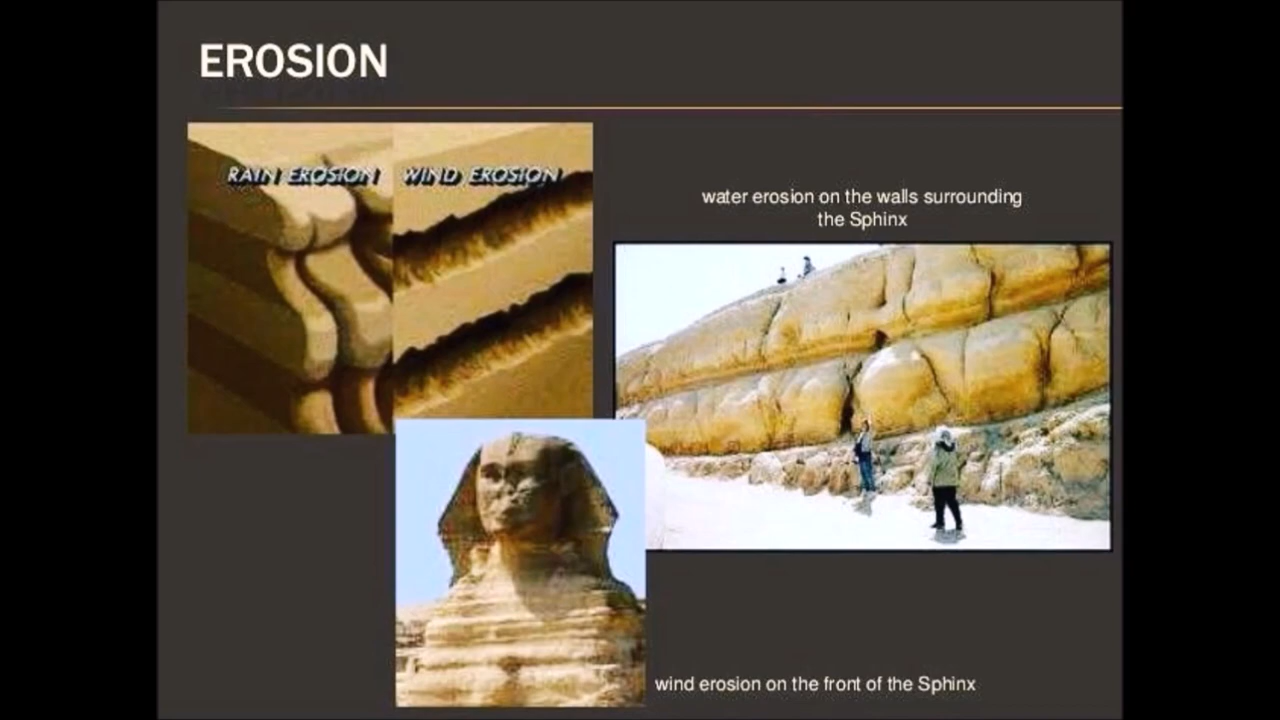 EROSION
RAIN EROSION
WIND EROSION
water erosion on the walls surrounding
the Sphinx
wind erosion on the front of the Sphinx